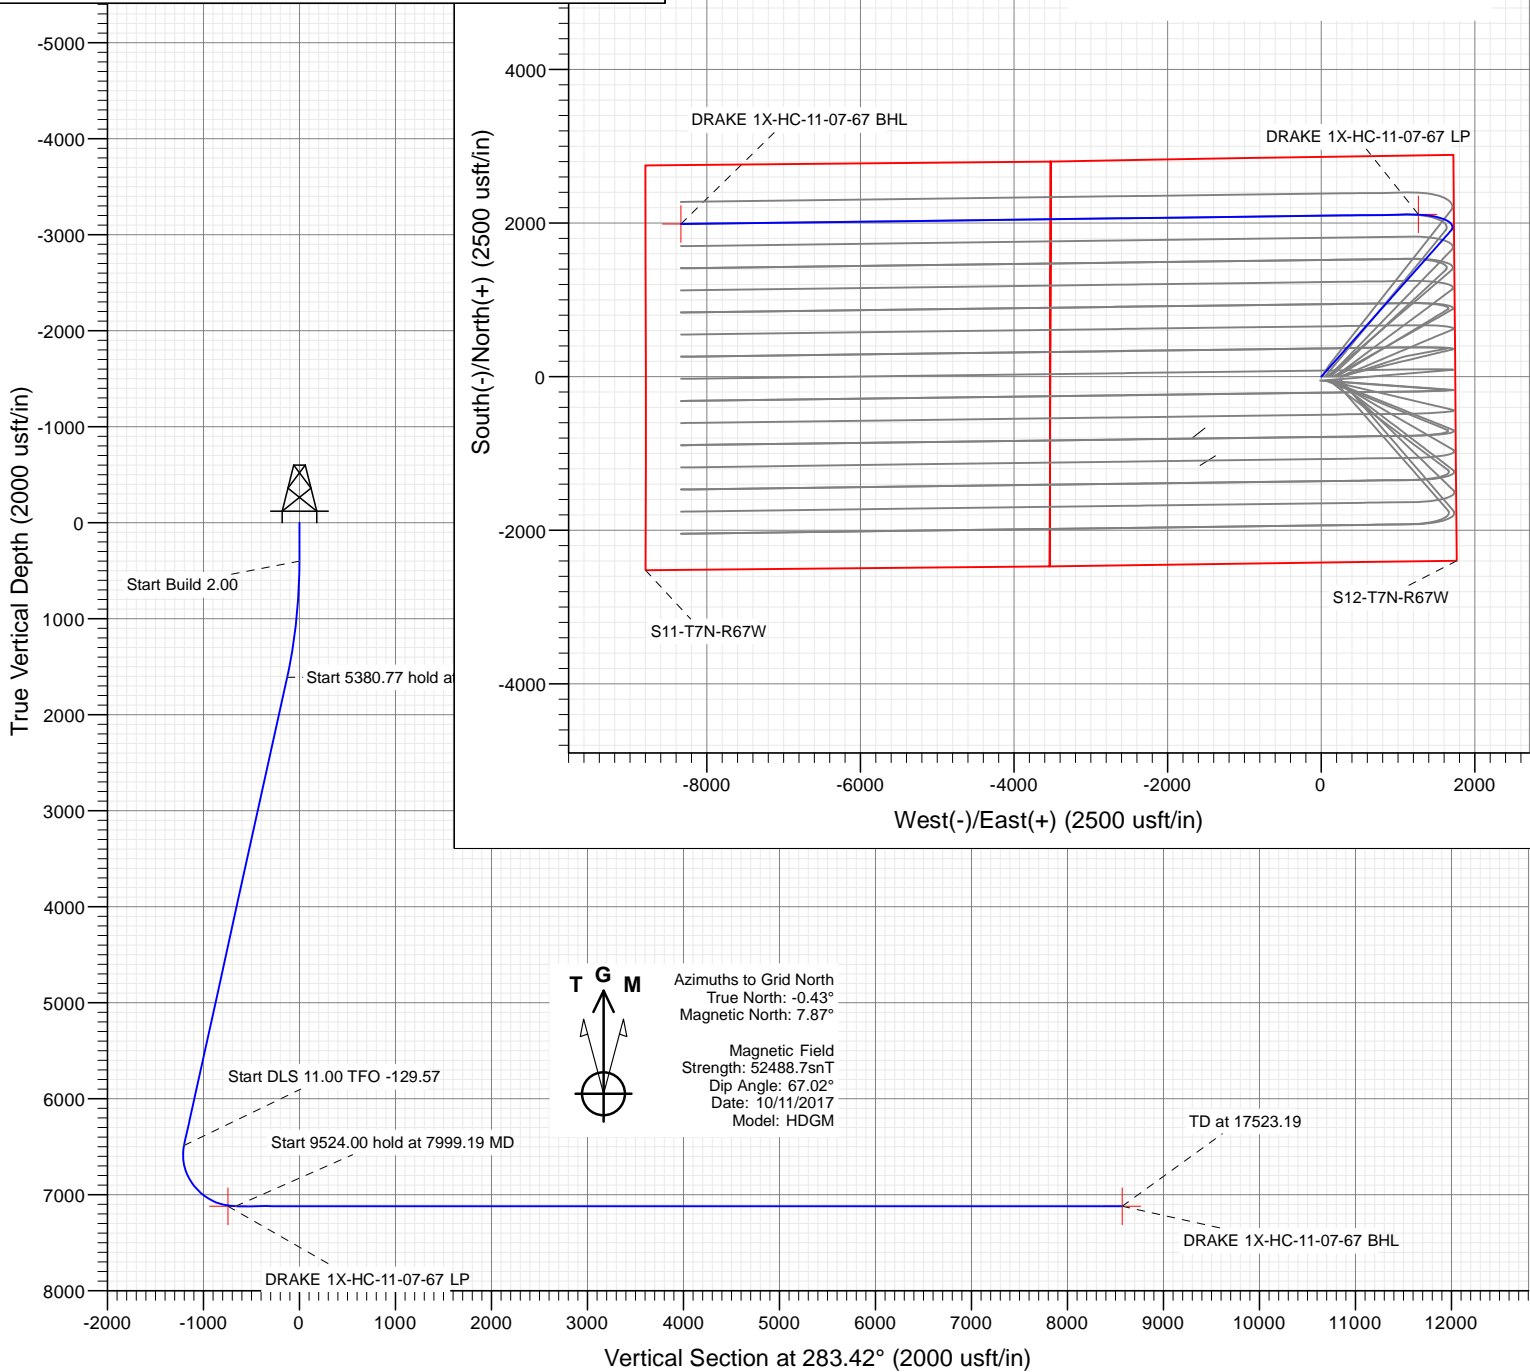 -5000
-4000
-3000
-2000
-1000
0
1000
2000
3000
4000
5000
6000
7000
8000
True Vertical Depth (2000 usft/in)
Start Build 2.00
Start 5380.77 hold at
Start DLS 11.00 TFO -129.57
Start 9524.00 hold at 7999.19 MD
DRAKE 1X-HC-11-07-67 LP
TD at 17523.19
DRAKE 1X-HC-11-07-67 BHL
-2000
-1000
0
1000
2000
3000
4000
5000
6000
7000
8000
9000
10000
11000
12000
Vertical Section at 283.42° (2000 usft/in)
T G M
Azimuths to Grid North
True North: -0.43°
Magnetic North: 7.87°
Magnetic Field
Strength: 52488.7snT
Dip Angle: 67.02°
Date: 10/11/2017
Model: HDGM
4000
2000
0
-2000
-4000
South(-)/North(+) (2500 usft/in)
DRAKE 1X-HC-11-07-67 BHL
DRAKE 1X-HC-11-07-67 LP
S11-T7N-R67W
S12-T7N-R67W
-8000
-6000
-4000
-2000
0
2000
West(-)/East(+) (2500 usft/in)